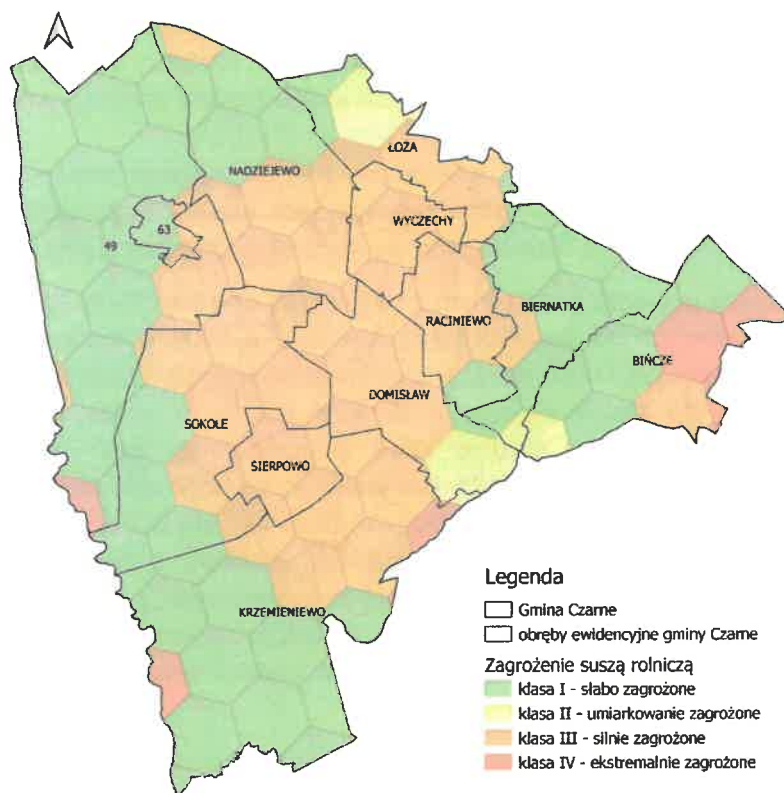 ŁOZA
NADZIEJEWO
WYCZECHY
63
49
BIERNATKA
RACINIEWO
BIŃCZE
DOMISŁAW
SOKOLE
SIERPOWO
KRZEMIENIEWO
Legenda
Gmina Czarne
obręby ewidencyjne gminy Czarne
Zagrożenie suszą rolniczą
klasa I - słabo zagrożone
klasa II - umiarkowanie zagrożone
klasa III - silnie zagrożone
klasa IV - ekstremalnie zagrożone